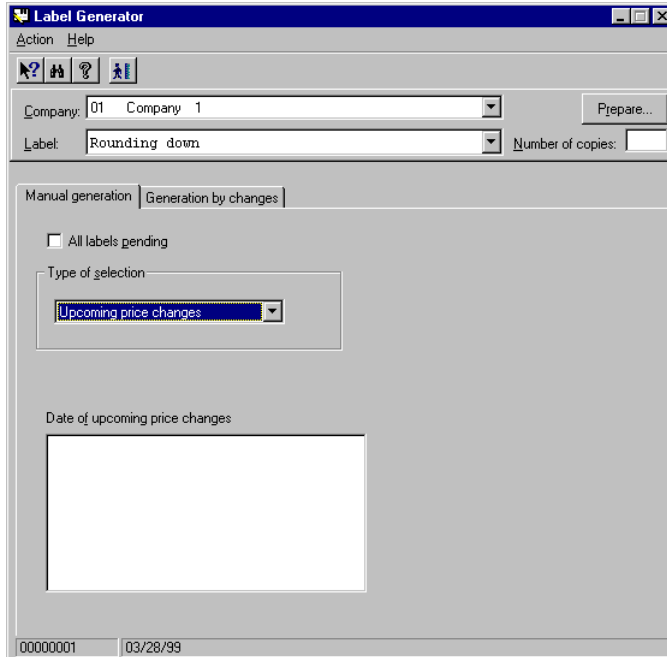 Label Generator
Action Help
Company: 01 Company 1
Prepare...
Label: Rounding down
Number of copies:
Manual generation
Generation by changes
All labels pending
Type of selection
Upcoming price changes
Date of upcoming price changes
00000001 03/28/99